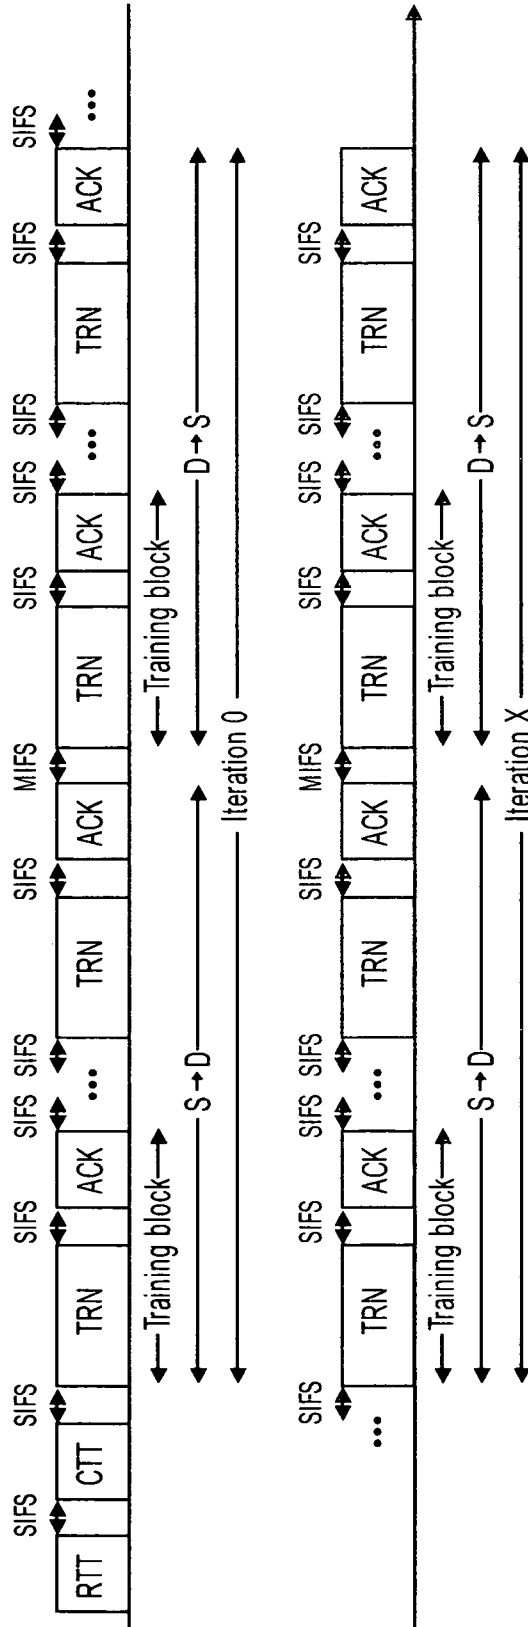 SIFS SIFS SIFS SIFS SIFS SIFS MIFS SIFS SIFS SIFS SIFS SIFS
RTT CTT TRN ACK ... TRN ACK TRN ACK ... TRN ACK ...
Training block Training block
S→D D→S
Iteration 0
SIFS SIFS SIFS SIFS SIFS MIFS SIFS SIFS SIFS SIFS
... TRN ACK ... TRN ACK TRN ACK ... TRN ACK
Training block Training block
S→D D→S
Iteration X